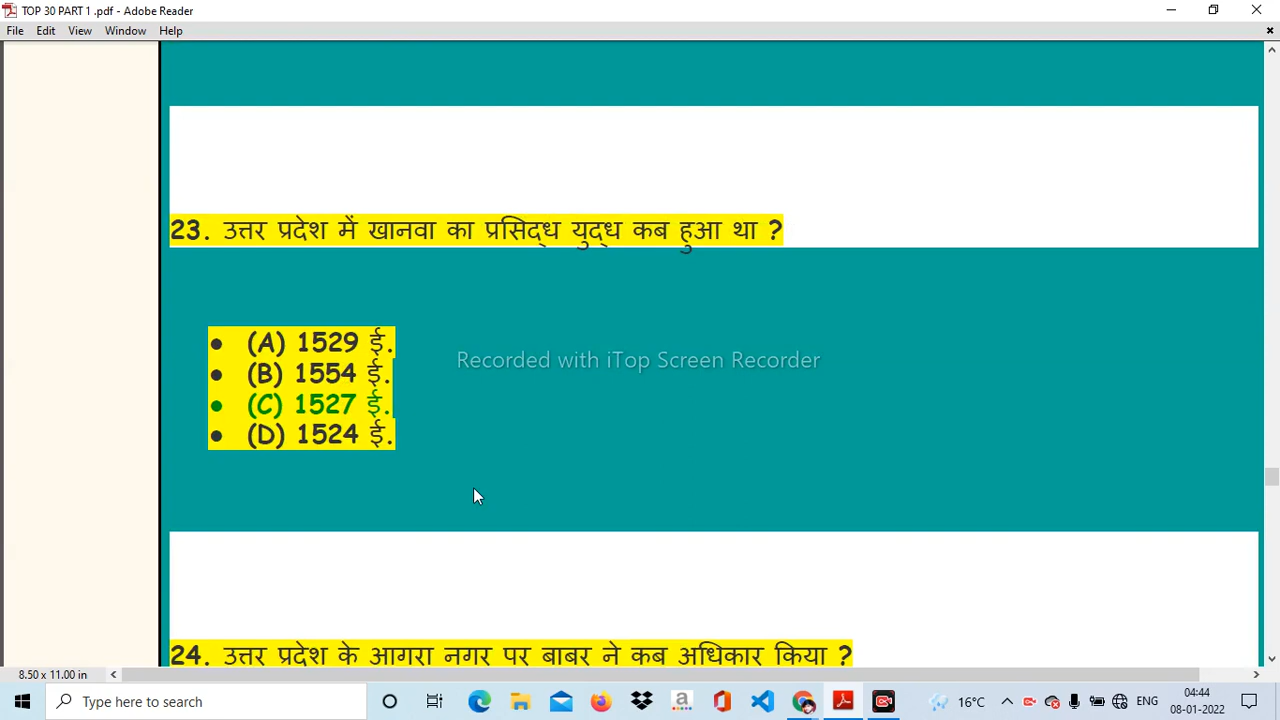 TOP 30 PART 1 .pdf - Adobe Reader
File Edit View Window Help
23. उत्तर प्रदेश में खानवा का प्रसिद्ध युद्ध कब हुआ था ?
(A) 1529 ई.
(B) 1554 ई.
(C) 1527 ई.
(D) 1524 ई.
Recorded with iTop Screen Recorder
24. उत्तर प्रदेश के आगरा नगर पर बाबर ने कब अधिकार किया ?
8.50 x 11.00 in
Type here to search
16°C ENG 04:44
08-01-2022